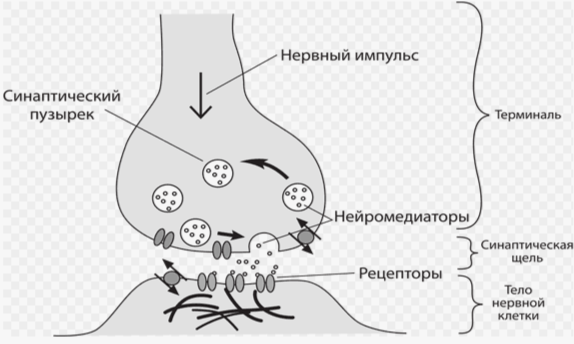 Нервный импульс
Синаптический
пузырек
Терминаль
Нейромедиаторы
Синаптическая
щель
Рецепторы
Тело
нервной
клетки